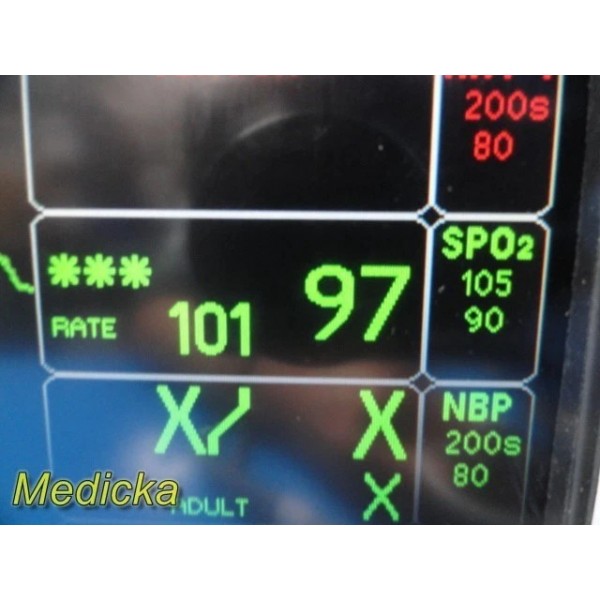 200s
80
SPO2
*** 105
RATE 101 97 90
X/ X NBP
200s
X 80
Medicka
ADULT